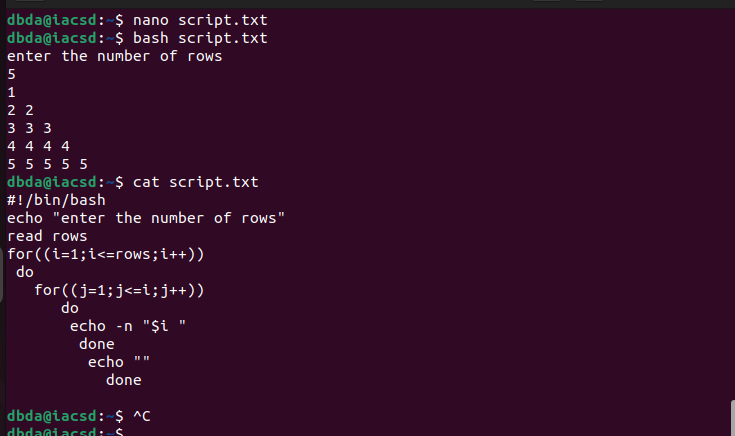 dbda@iacsd:~$ nano script.txt
dbda@iacsd:~$ bash script.txt
enter the number of rows
5
1
2 2
3 3 3
4 4 4 4
5 5 5 5 5
dbda@iacsd:~$ cat script.txt
#!/bin/bash
echo "enter the number of rows"
read rows
for((i=1;i<=rows;i++))
 do
   for((j=1;j<=i;j++))
      do
       echo -n "$i "
        done
         echo ""
           done

dbda@iacsd:~$ ^C
dbda@iacsd:~$